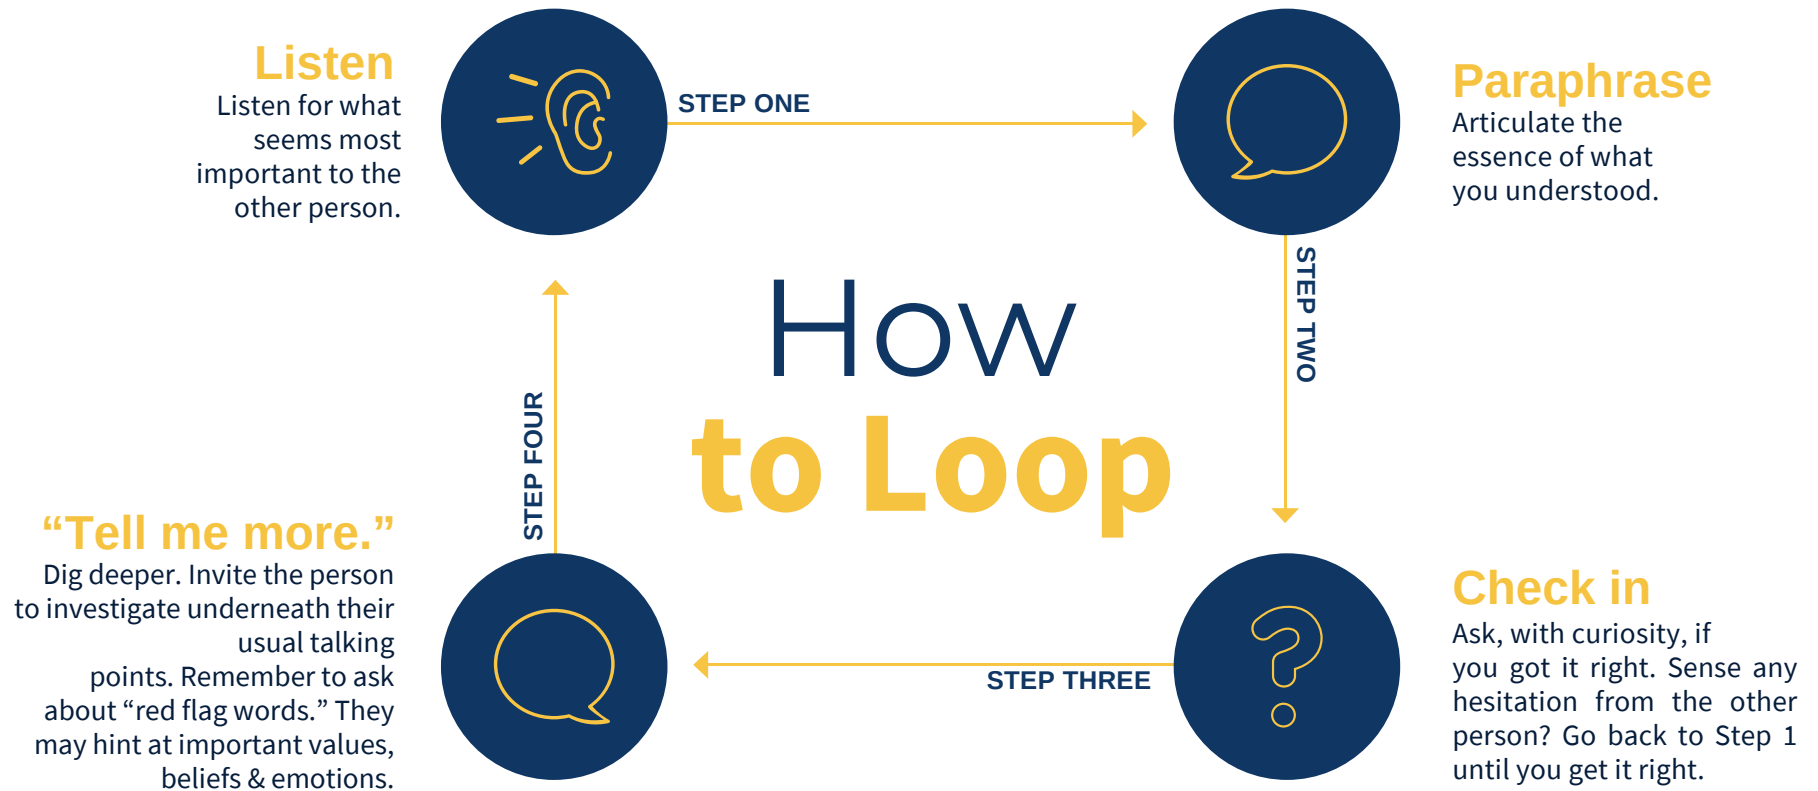 Listen
Listen for what
seems most
important to the
other person.
STEP ONE
Paraphrase
Articulate the
essence of what
you understood.
STEP TWO
How
to Loop
Check in
Ask, with curiosity, if
you got it right. Sense any
hesitation from the other
person? Go back to Step 1
until you get it right.
STEP THREE
“Tell me more.”
Dig deeper. Invite the person
to investigate underneath their
usual talking
points. Remember to ask
about “red flag words.” They
may hint at important values,
beliefs & emotions.
STEP FOUR